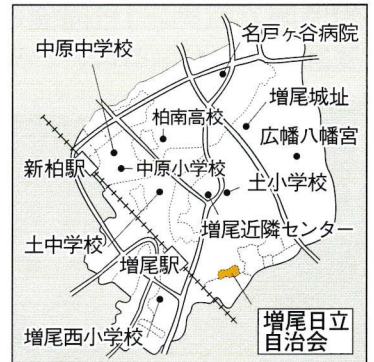 名戸ヶ谷病院
中原中学校
増尾城址
柏南高校
広幡八幡宮
新柏駅
中原小学校
土小学校
増尾近隣センター
土中学校
増尾駅
増尾日立
自治会
増尾西小学校